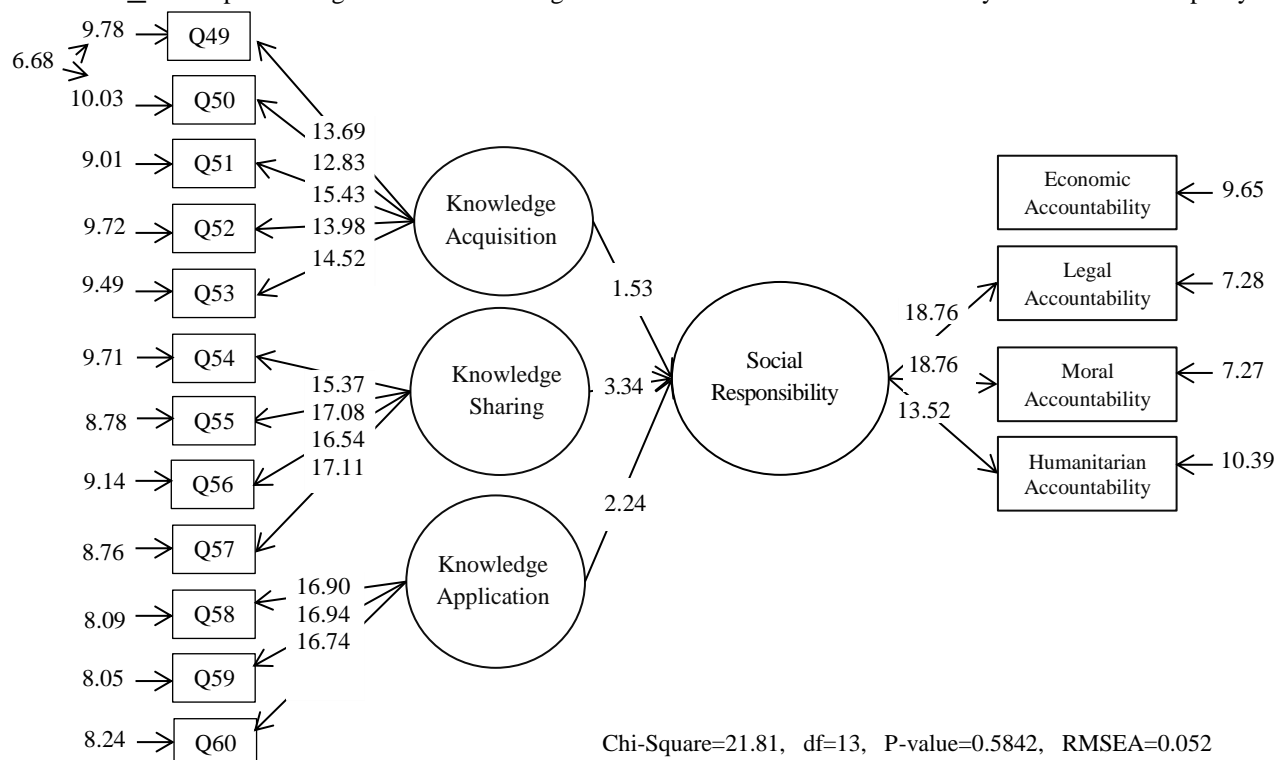 9.78
Q49
6.68
10.03
Q50
13.69
12.83
9.01
Q51
15.43
9.72
Q52
13.98
14.52
9.49
Q53
Knowledge
Acquisition
9.71
Q54
15.37
8.78
Q55
17.08
16.54
9.14
Q56
17.11
8.76
Q57
Knowledge
Sharing
8.09
Q58
16.90
16.94
8.05
Q59
16.74
8.24
Q60
Knowledge
Application
1.53
3.34
2.24
Social
Responsibility
18.76
18.76
13.52
Economic
Accountability
9.65
Legal
Accountability
7.28
Moral
Accountability
7.27
Humanitarian
Accountability
10.39
Chi-Square=21.81, df=13, P-value=0.5842, RMSEA=0.052